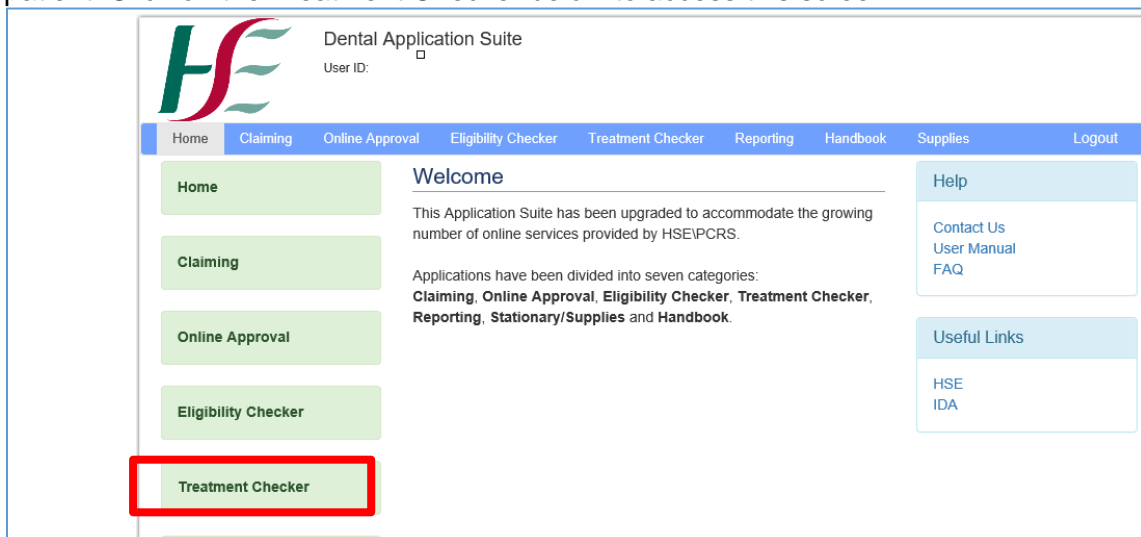 HSE
Dental Application Suite
User ID:
Home Claiming Online Approval Eligibility Checker Treatment Checker Reporting Handbook Supplies Logout
Home
Claiming
Online Approval
Eligibility Checker
Treatment Checker
Welcome
This Application Suite has been upgraded to accommodate the growing
number of online services provided by HSE\PCRS.
Applications have been divided into seven categories:
Claiming, Online Approval, Eligibility Checker, Treatment Checker,
Reporting, Stationary/Supplies and Handbook.
Help
Contact Us
User Manual
FAQ
Useful Links
HSE
IDA